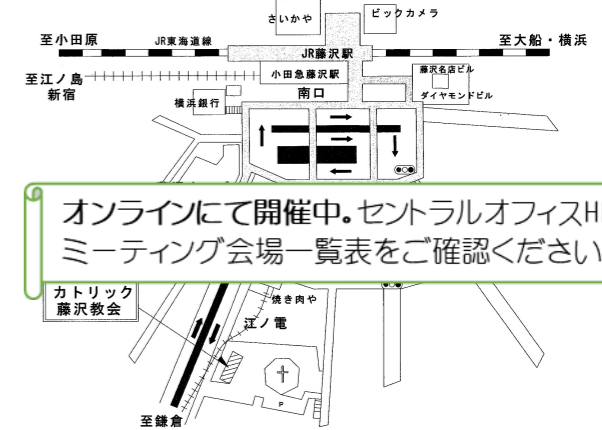 さいかや
ビックカメラ
至小田原
JR東海道線
至大船・横浜
JR藤沢駅
至江ノ島
新宿
小田急藤沢駅
藤沢名店ビル
南口
ダイヤモンドビル
横浜銀行
オンラインにて開催中。セントラルオフィスH
ミーティング会場一覧表をご確認ください
カトリック
藤沢教会
焼き肉や
江ノ電
P
至鎌倉